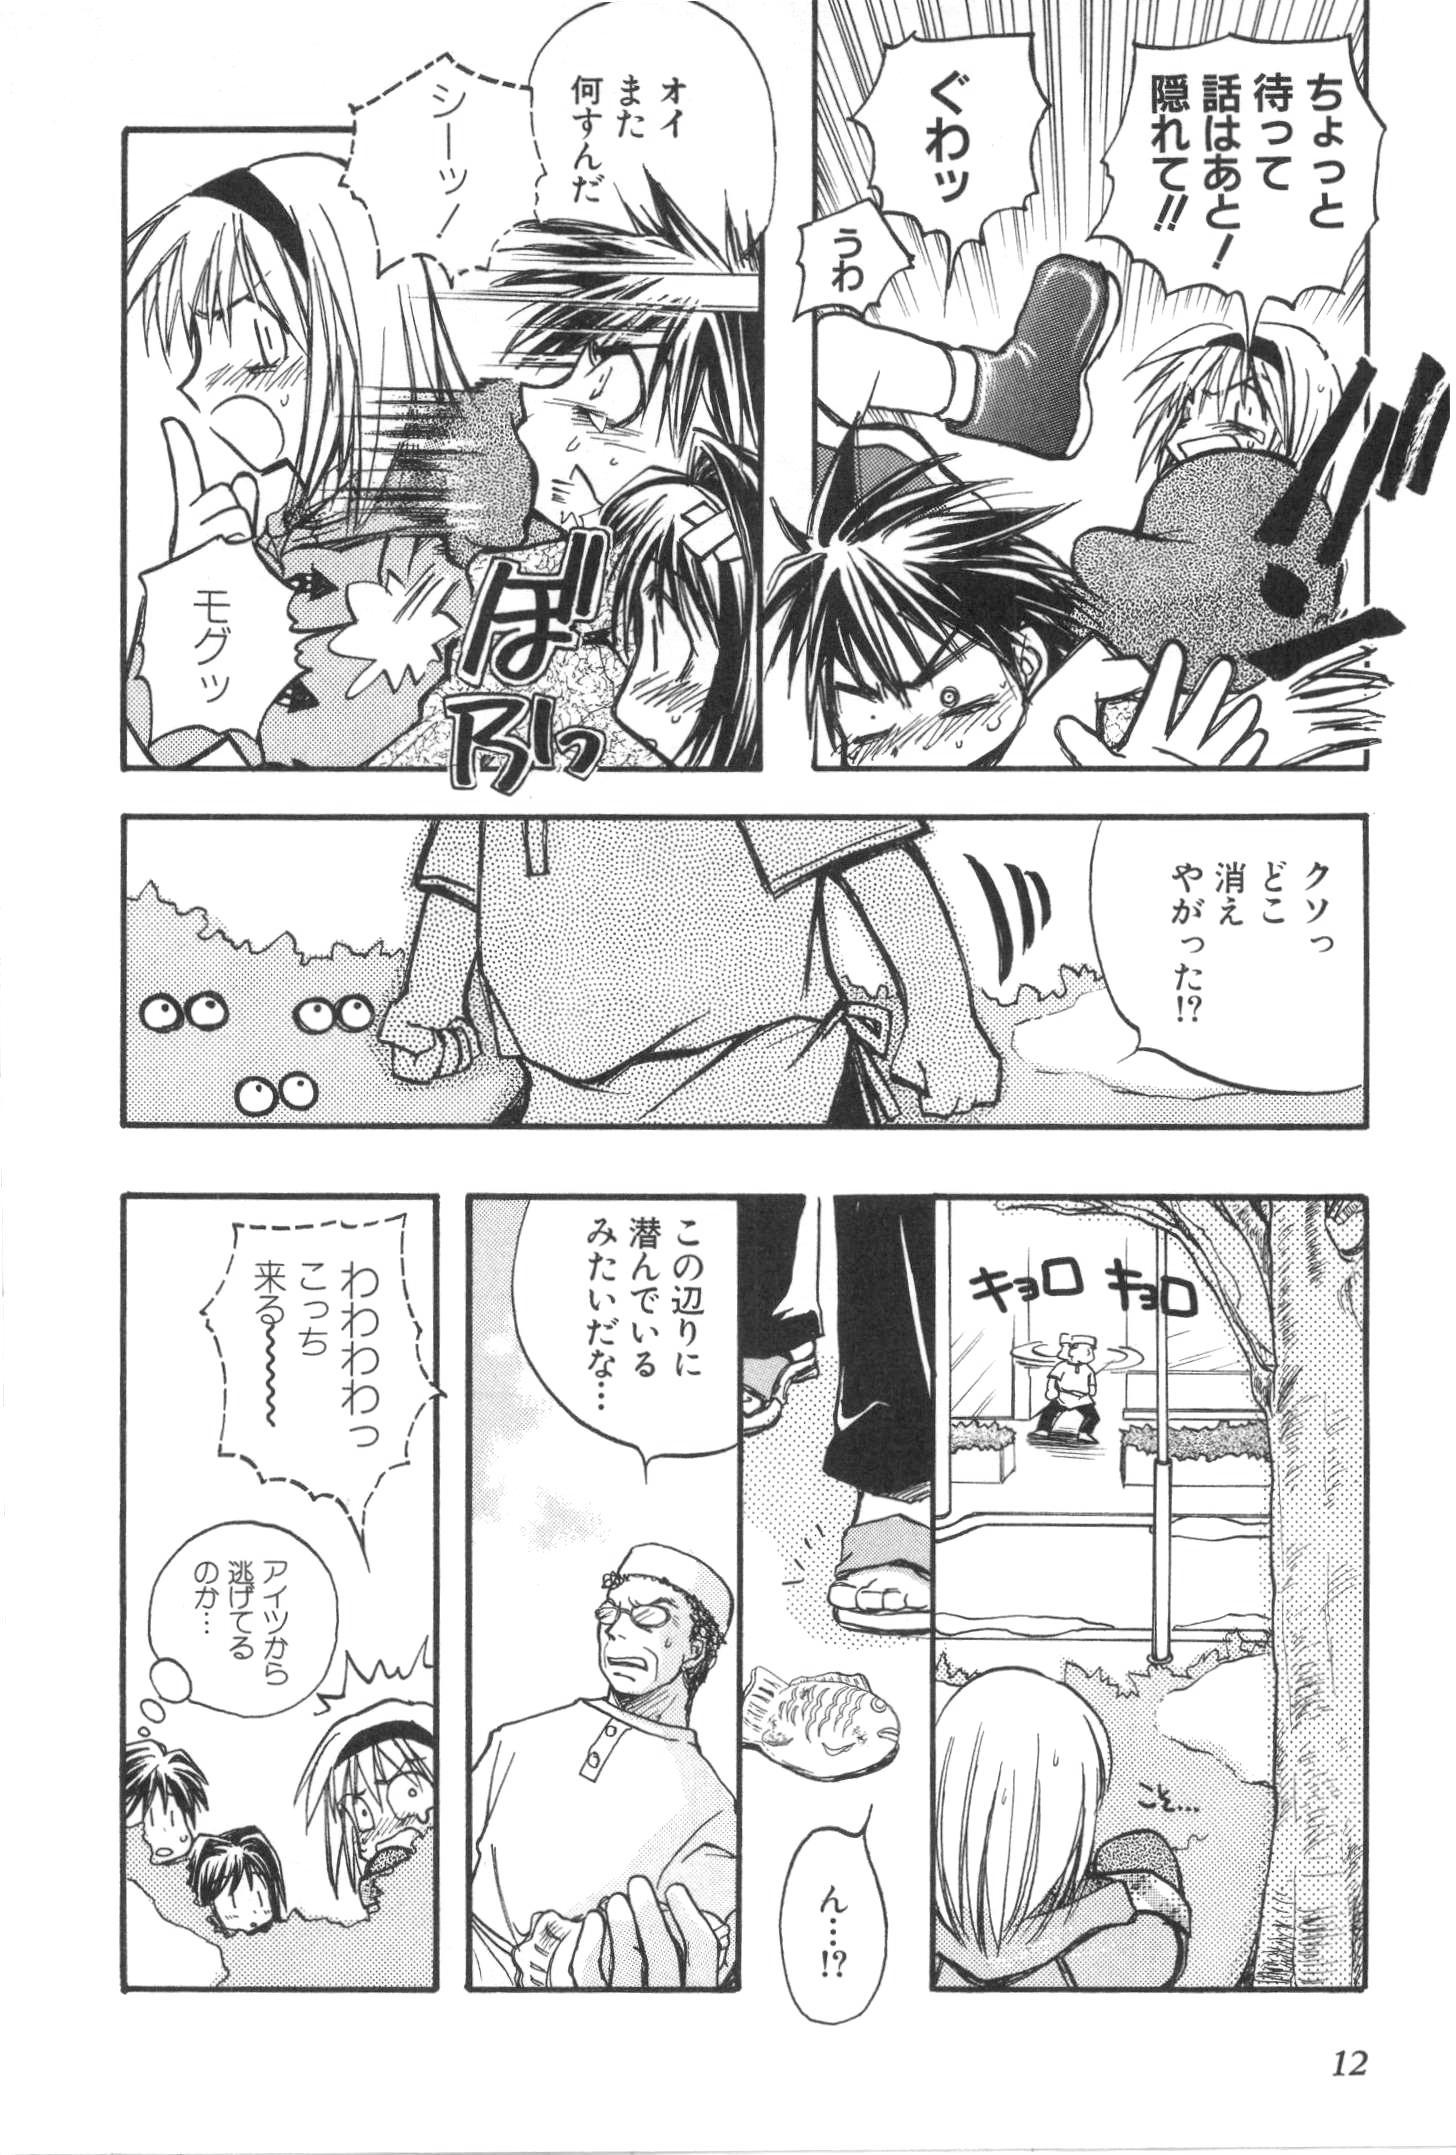 ちょっと
待って
話はあと!
隠れて!!
ぐわッ
うわ
オイ
また
何すんだ
シーッ!
モグッ
クソっ
どこ
消え
やがった!?
キョロ キョロ
こそ…
ん…!?
この辺りに
潜んでいる
みたいだな…
わわわわっ
こっち
来る〜〜〜〜
アイツから
逃げてる
のか…
12